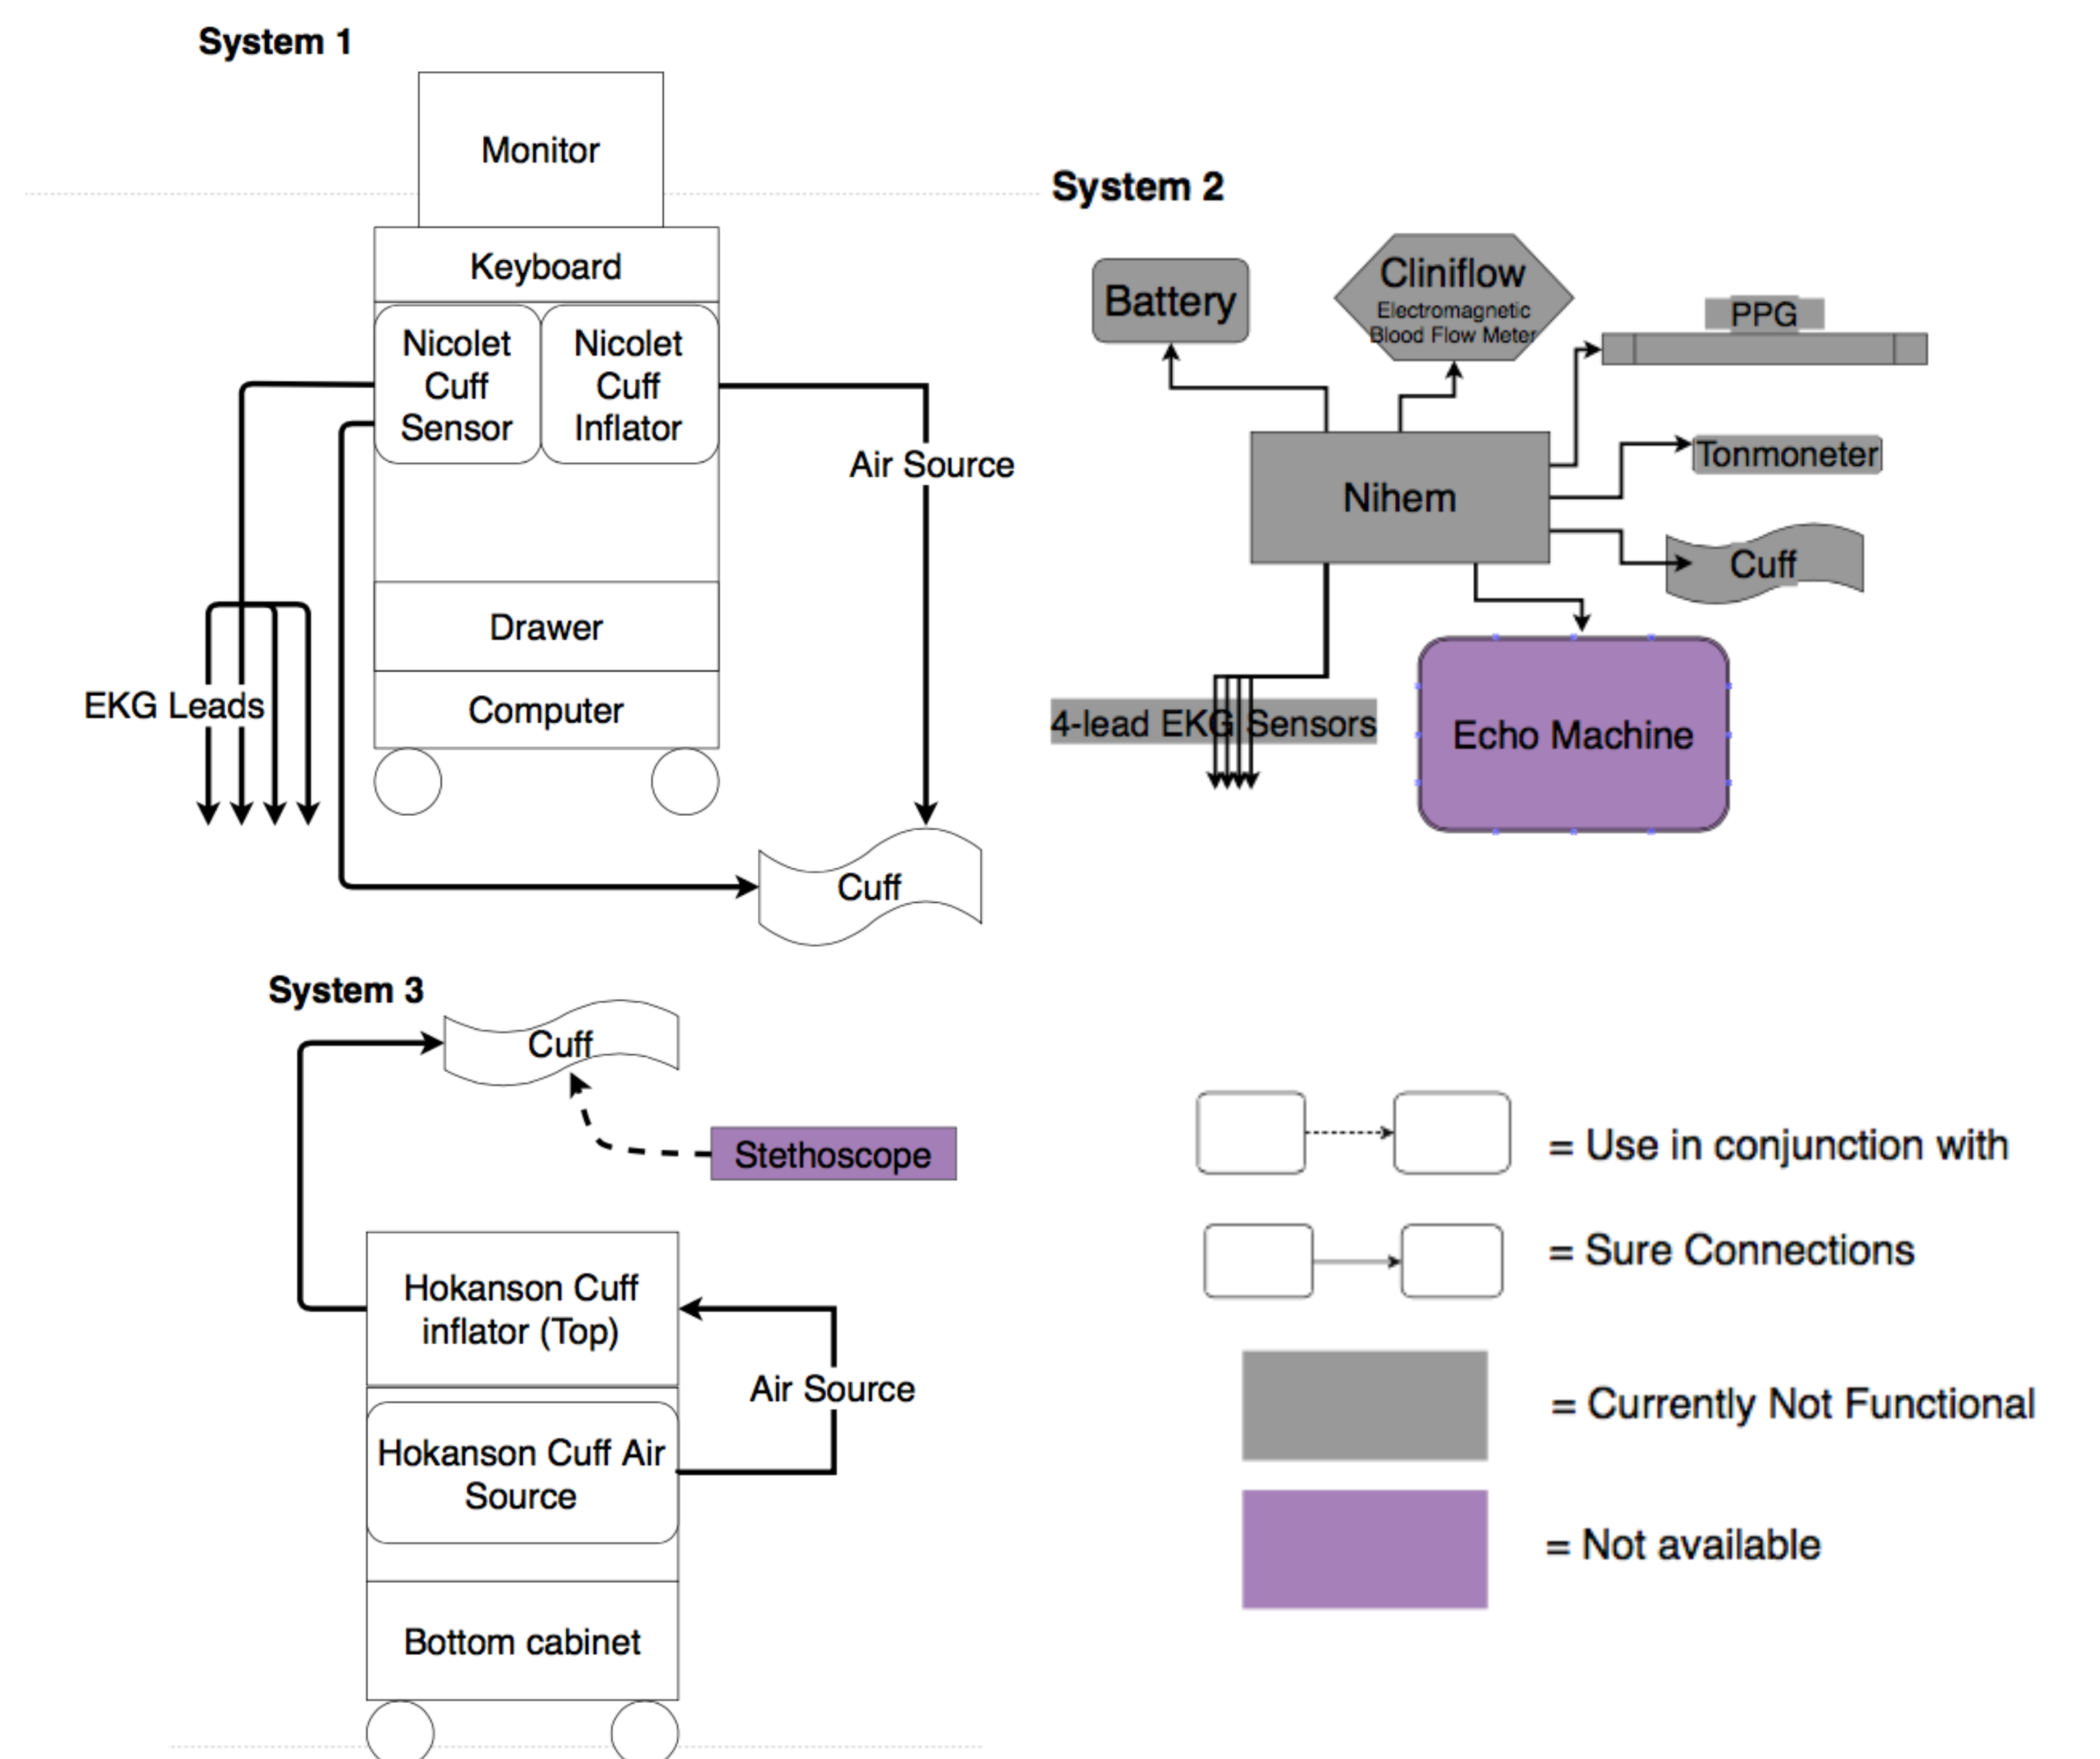 System 1
Monitor
Keyboard
Nicolet
Cuff
Sensor
Nicolet
Cuff
Inflator
Air Source
Drawer
EKG Leads
Computer
Cuff
System 2
Battery
Cliniflow
Electromagnetic
Blood Flow Meter
PPG
Nihem
Tonmoneter
Cuff
4-lead EKG Sensors
Echo Machine
System 3
Cuff
Stethoscope
Hokanson Cuff
inflator (Top)
Air Source
Hokanson Cuff Air
Source
Bottom cabinet
= Use in conjunction with
= Sure Connections
= Currently Not Functional
= Not available